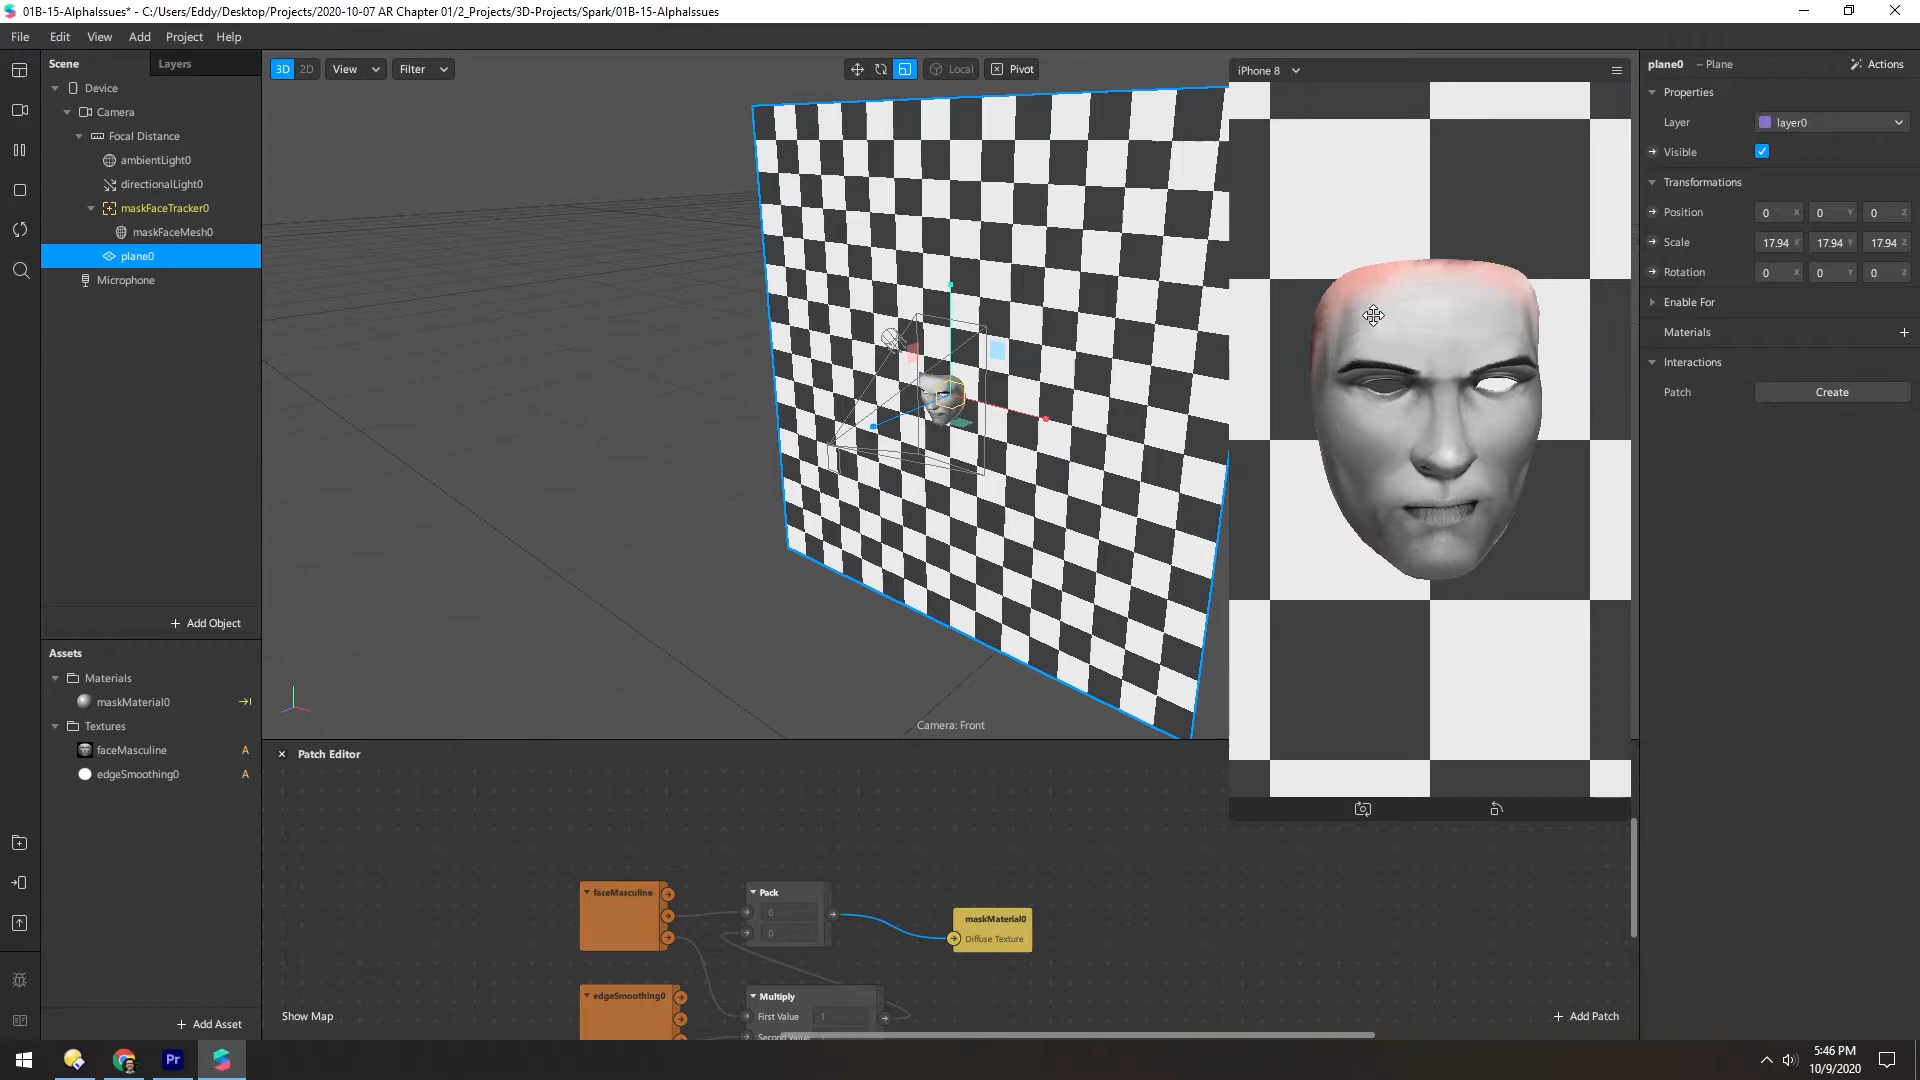 01B-15-AlphaIssues* - C:/Users/Eddy/Desktop/Projects/2020-10-07 AR Chapter 01/2_Projects/3D-Projects/Spark/01B-15-AlphaIssues
File Edit View Add Project Help
Scene Layers
Device
Camera
Focal Distance
ambientLight0
directionalLight0
maskFaceTracker0
maskFaceMesh0
plane0
Microphone
+ Add Object
Assets
Materials
maskMaterial0
Textures
faceMasculine A
edgeSmoothing0 A
+ Add Asset
3D 2D View Filter Local Pivot
Camera: Front
iPhone 8
plane0 – Plane Actions
Properties
Layer layer0
Visible
Transformations
Position 0 X 0 Y 0 Z
Scale 17.94 X 17.94 Y 17.94 Z
Rotation 0 X 0 Y 0 Z
Enable For
Materials +
Interactions
Patch Create
× Patch Editor
faceMasculine
Pack
0
0
maskMaterial0
Diffuse Texture
edgeSmoothing0
Multiply
First Value 1
Second Value
Show Map
+ Add Patch
Pr
5:46 PM
10/9/2020